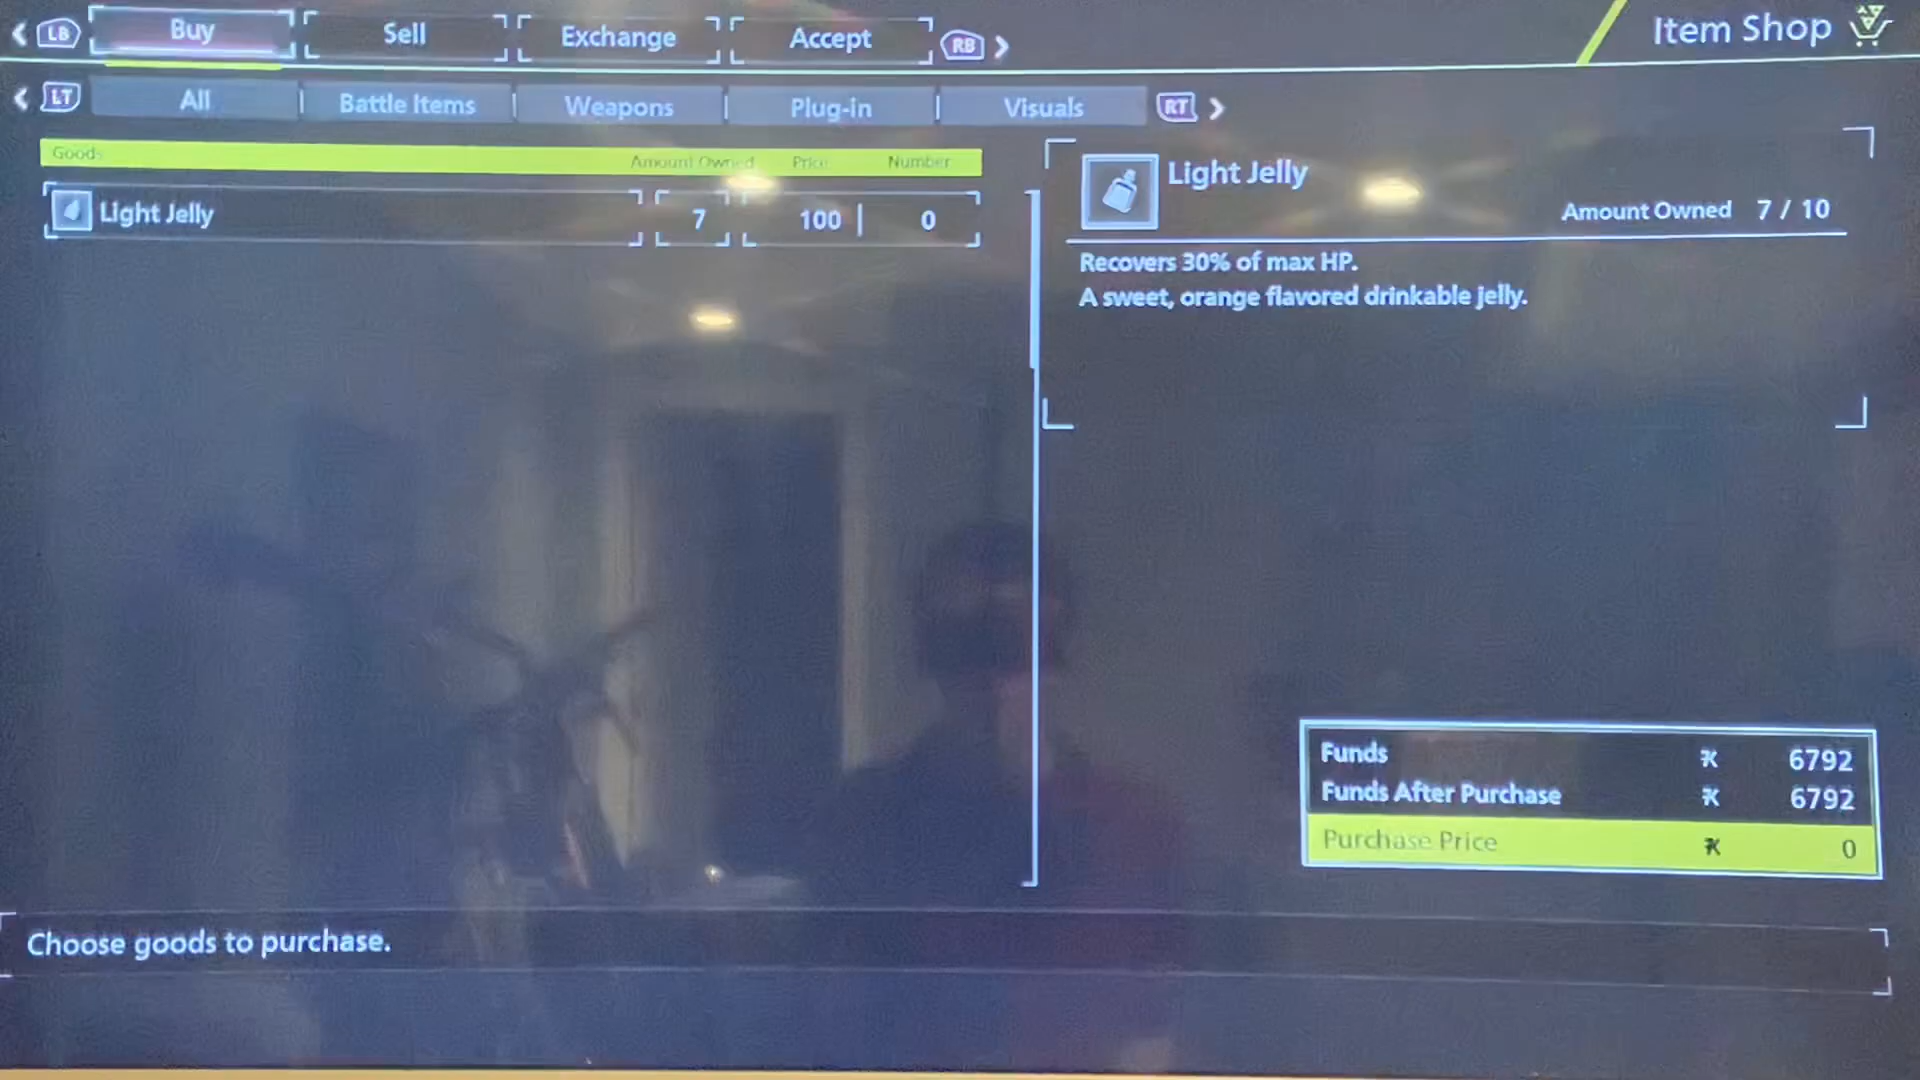 LB Buy Sell Exchange Accept RB Item Shop
LT All Battle Items Weapons Plug-in Visuals RT
Goods Amount Owned Price Number
Light Jelly 7 100 0
Light Jelly
Amount Owned 7 / 10
Recovers 30% of max HP.
A sweet, orange flavored drinkable jelly.
Funds 6792
Funds After Purchase 6792
Purchase Price 0
Choose goods to purchase.